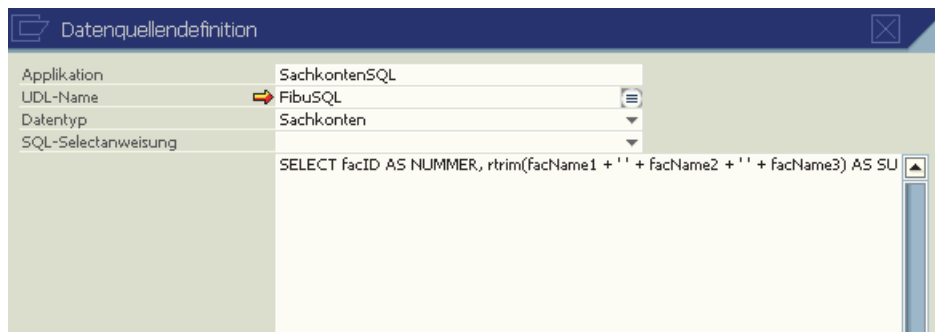 Datenquellendefinition
Applikation SachkontenSQL
UDL-Name FibuSQL
Datentyp Sachkonten
SQL-Selectanweisung
SELECT facID AS NUMMER, rtrim(facName1 + ' ' + facName2 + ' ' + facName3) AS SU